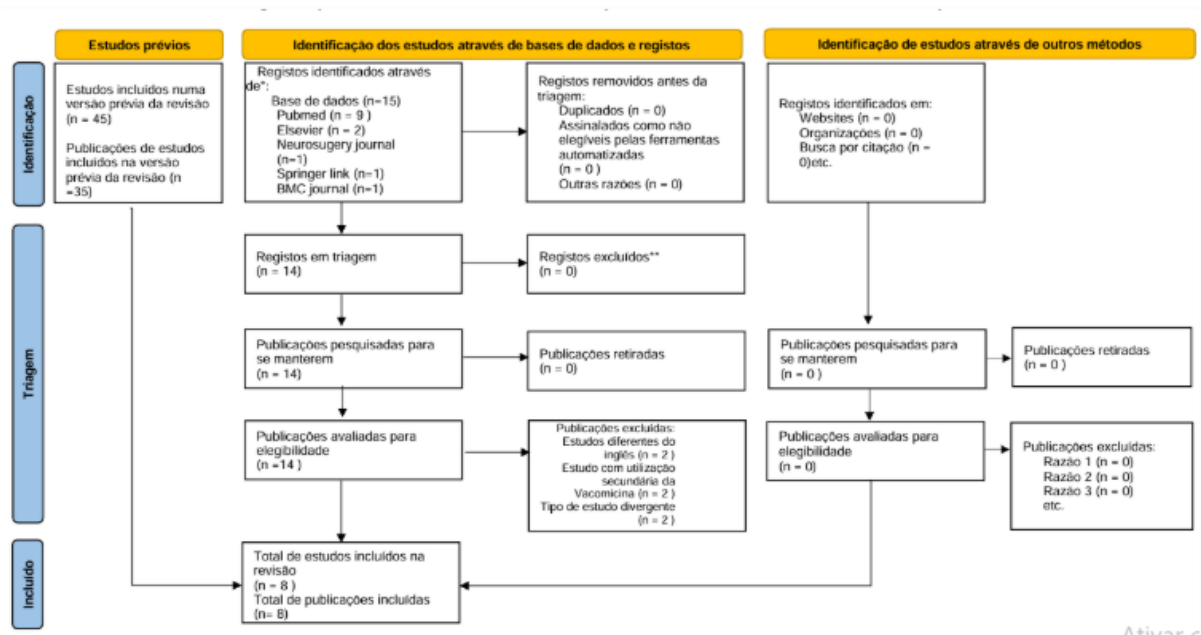 Estudos prévios
Identificação dos estudos através de bases de dados e registos
Identificação de estudos através de outros métodos
Identificação
Estudos incluídos numa
versão prévia da revisão
(n = 45)
Publicações de estudos
incluídos na versão
prévia da revisão (n
=35)
Registos identificados através
de*:
Base de dados (n=15)
Pubmed (n = 9 )
Elsevier (n = 2)
Neurosugery journal
(n=1)
Springer link (n=1)
BMC journal (n=1)
Registos removidos antes da
triagem:
Duplicados (n = 0)
Assinalados como não
elegíveis pelas ferramentas
automatizadas
(n = 0 )
Outras razões (n = 0)
Registos identificados em:
Websites (n = 0)
Organizações (n = 0)
Busca por citação (n =
0)etc.
Triagem
Registos em triagem
(n = 14)
Registos excluídos**
(n = 0)
Publicações pesquisadas para
se manterem
(n = 14)
Publicações retiradas
(n = 0)
Publicações pesquisadas para
se manterem
(n = 0 )
Publicações retiradas
(n = 0 )
Publicações avaliadas para
elegibilidade
(n =14 )
Publicações excluídas:
Estudos diferentes do
inglês (n = 2 )
Estudo com utilização
secundária da
Vacomicina (n = 2 )
Tipo de estudo divergente
(n = 2 )
Publicações avaliadas para
elegibilidade
(n = 0)
Publicações excluídas:
Razão 1 (n = 0)
Razão 2 (n = 0)
Razão 3 (n = 0)
etc.
Incluído
Total de estudos incluídos na
revisão
(n = 8 )
Total de publicações incluídas
(n= 8)